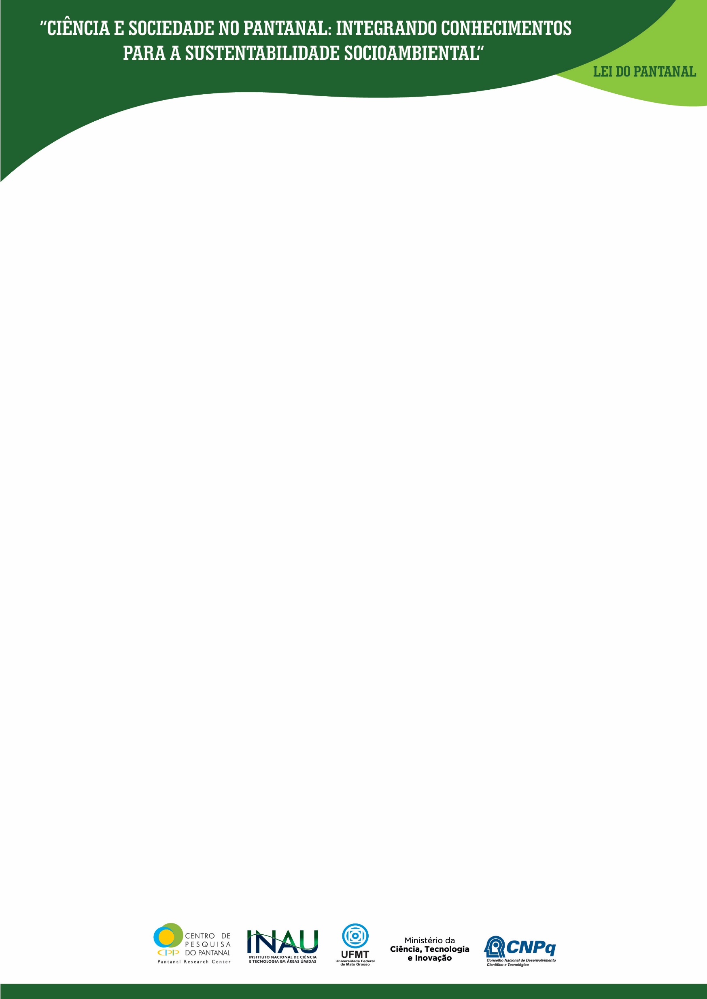 “CIÊNCIA E SOCIEDADE NO PANTANAL: INTEGRANDO CONHECIMENTOS
PARA A SUSTENTABILIDADE SOCIOAMBIENTAL“
LEI DO PANTANAL
CENTRO DE
PESQUISA
DO PANTANAL
CPP
Pantanal Research Center
INAU
INSTITUTO NACIONAL DE CIÊNCIA
E TECNOLOGIA EM ÁREAS ÚMIDAS
UFMT
Universidade Federal
de Mato Grosso
Ministério da
Ciência, Tecnologia
e Inovação
CNPq
Conselho Nacional de Desenvolvimento
Científico e Tecnológico